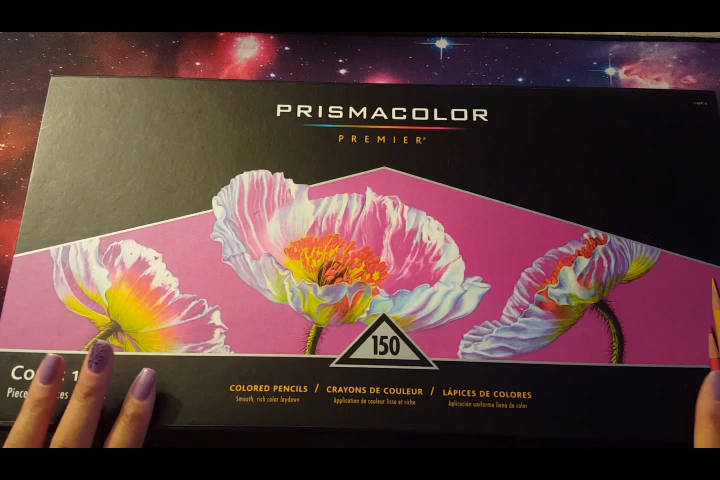 PRISMACOLOR
PREMIER®
150
COLORED PENCILS / CRAYONS DE COULEUR / LÁPICES DE COLORES
Smooth, rich color laydown
Application de couleur lisse et riche
Aplicación uniforme llena de color